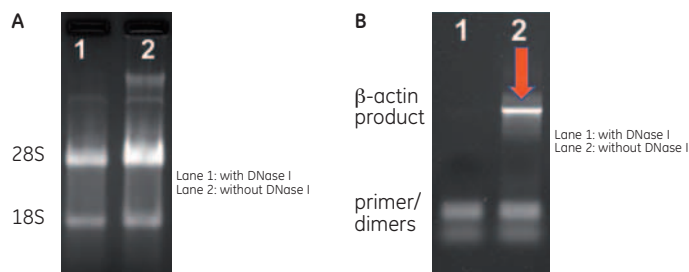 A
1 2
28S
18S
Lane 1: with DNase I
Lane 2: without DNase I
B
1 2
β-actin
product
primer/
dimers
Lane 1: with DNase I
Lane 2: without DNase I